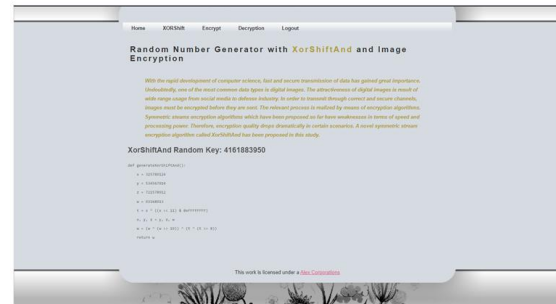 Home XORShift Encrypt Decryption Logout
Random Number Generator with XorShiftAnd and Image
Encryption
With the rapid development of computer science, fast and secure transmission of data has gained great importance.
Undoubtedly, one of the most common data types is digital images. The attractiveness of digital images is result of
wide range usage from social media to defense industry. In order to transmit through correct and secure channels,
images must be encrypted before they are sent. The relevant process is realized by means of encryption algorithms.
Symmetric stream encryption algorithms which have been proposed so far have weaknesses in terms of speed and
processing power. Therefore, encryption quality drops dramatically in certain scenarios. A novel symmetric stream
encryption algorithm called XorShiftAnd has been proposed in this study.
XorShiftAnd Random Key: 4161883950
def generateXorShiftAnd():
return w
This work is licensed under a Alex Corporations